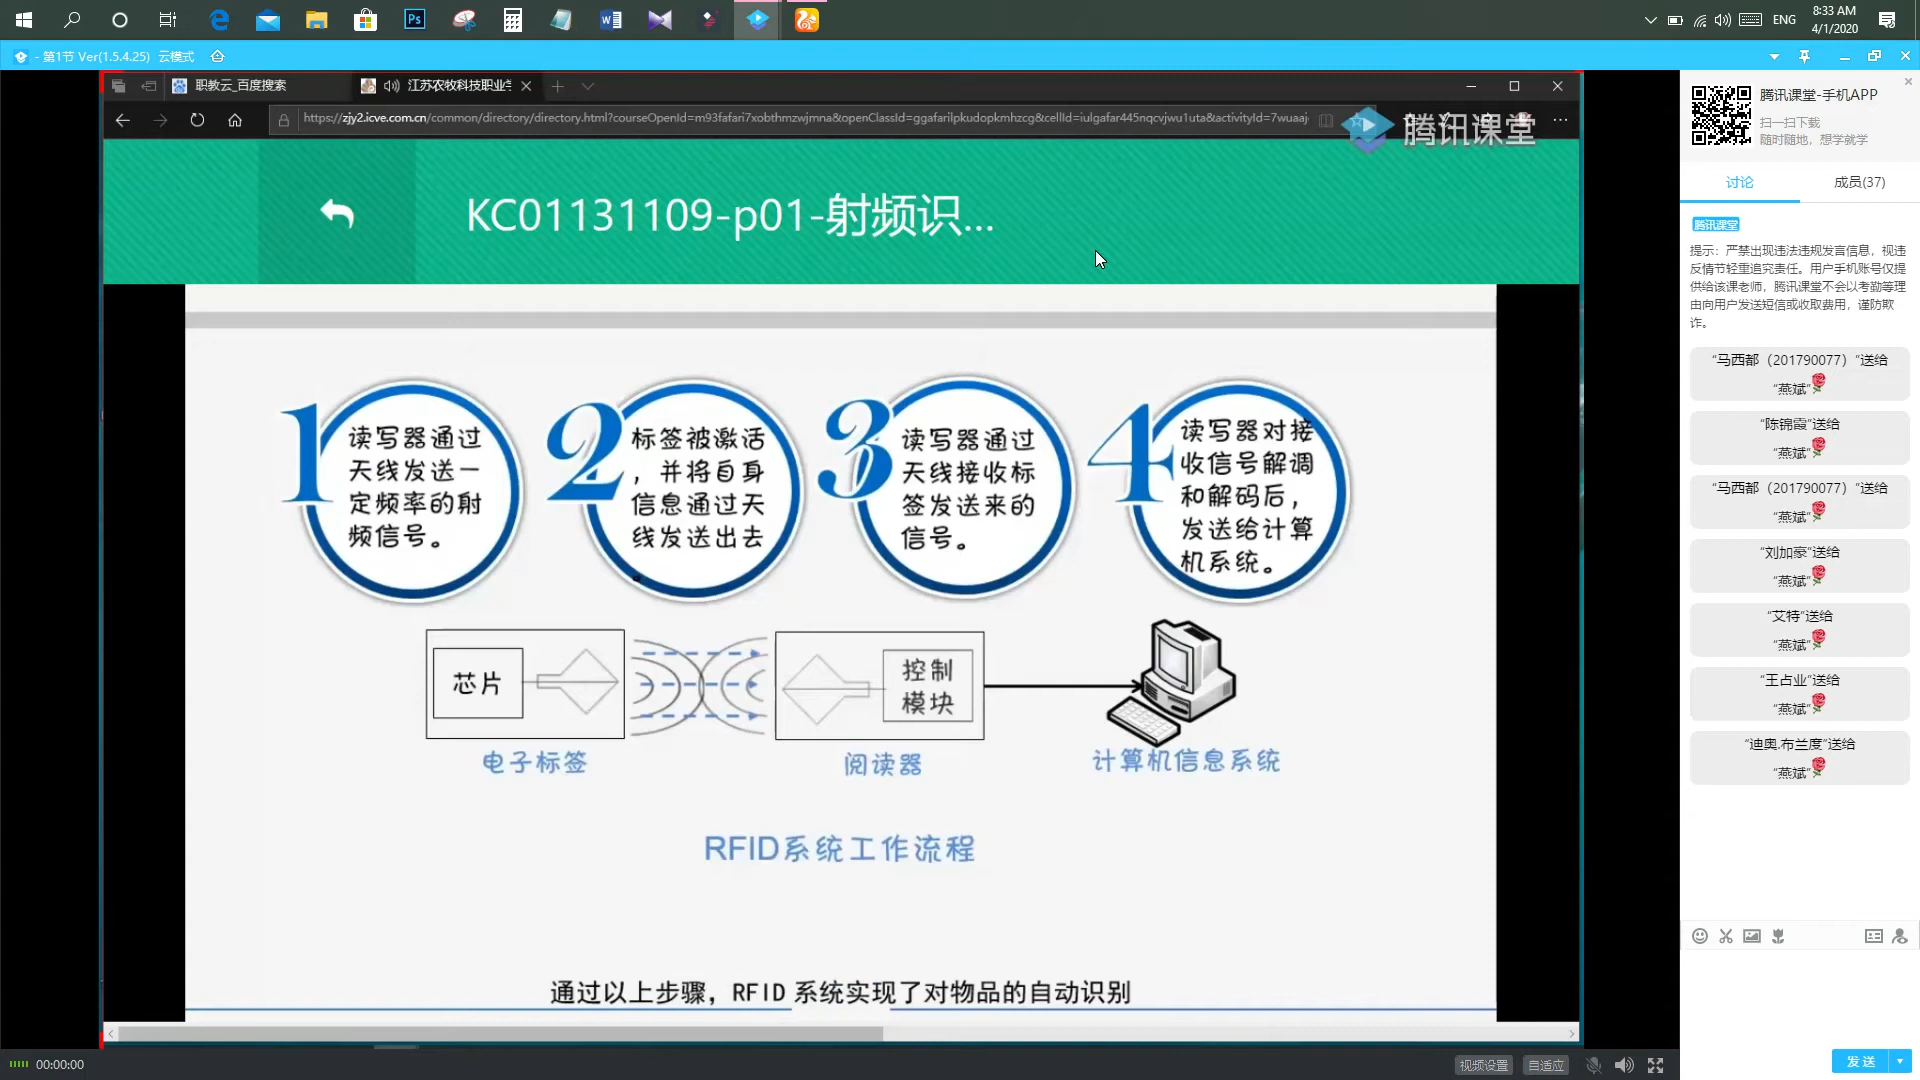 8:33 AM
ENG
4/1/2020
- 第1节 Ver(1.5.4.25) 云模式
职教云_百度搜索
江苏农牧科技职业学
https://zjy2.icve.com.cn/common/directory/directory.html?courseOpenId=m93fafari7xobthmzwjmna&openClassId=ggafarilpkudopkmhzcg&cellId=iulgafar445nqcvjwu1uta&activityId=7wuaaj
腾讯课堂
KC01131109-p01-射频识...
1
读写器通过
天线发送一
定频率的射
频信号。
2
标签被激活
，并将自身
信息通过天
线发送出去
3
读写器通过
天线接收标
签发送来的
信号。
4
读写器对接
收信号解调
和解码后，
发送给计算
机系统。
芯片
控制
模块
电子标签
阅读器
计算机信息系统
RFID系统工作流程
通过以上步骤，RFID 系统实现了对物品的自动识别
00:00:00
视频设置
自适应
腾讯课堂-手机APP
扫一扫下载
随时随地，想学就学
讨论
成员(37)
腾讯课堂
提示：严禁出现违法违规发言信息，视违
反情节轻重追究责任。用户手机账号仅提
供给该课老师，腾讯课堂不会以考勤等理
由向用户发送短信或收取费用，谨防欺
诈。
“马西都（201790077）”送给
“燕斌”
“陈锦霞”送给
“燕斌”
“马西都（201790077）”送给
“燕斌”
“刘加豪”送给
“燕斌”
“艾特”送给
“燕斌”
“王占业”送给
“燕斌”
“迪奥.布兰度”送给
“燕斌”
发送